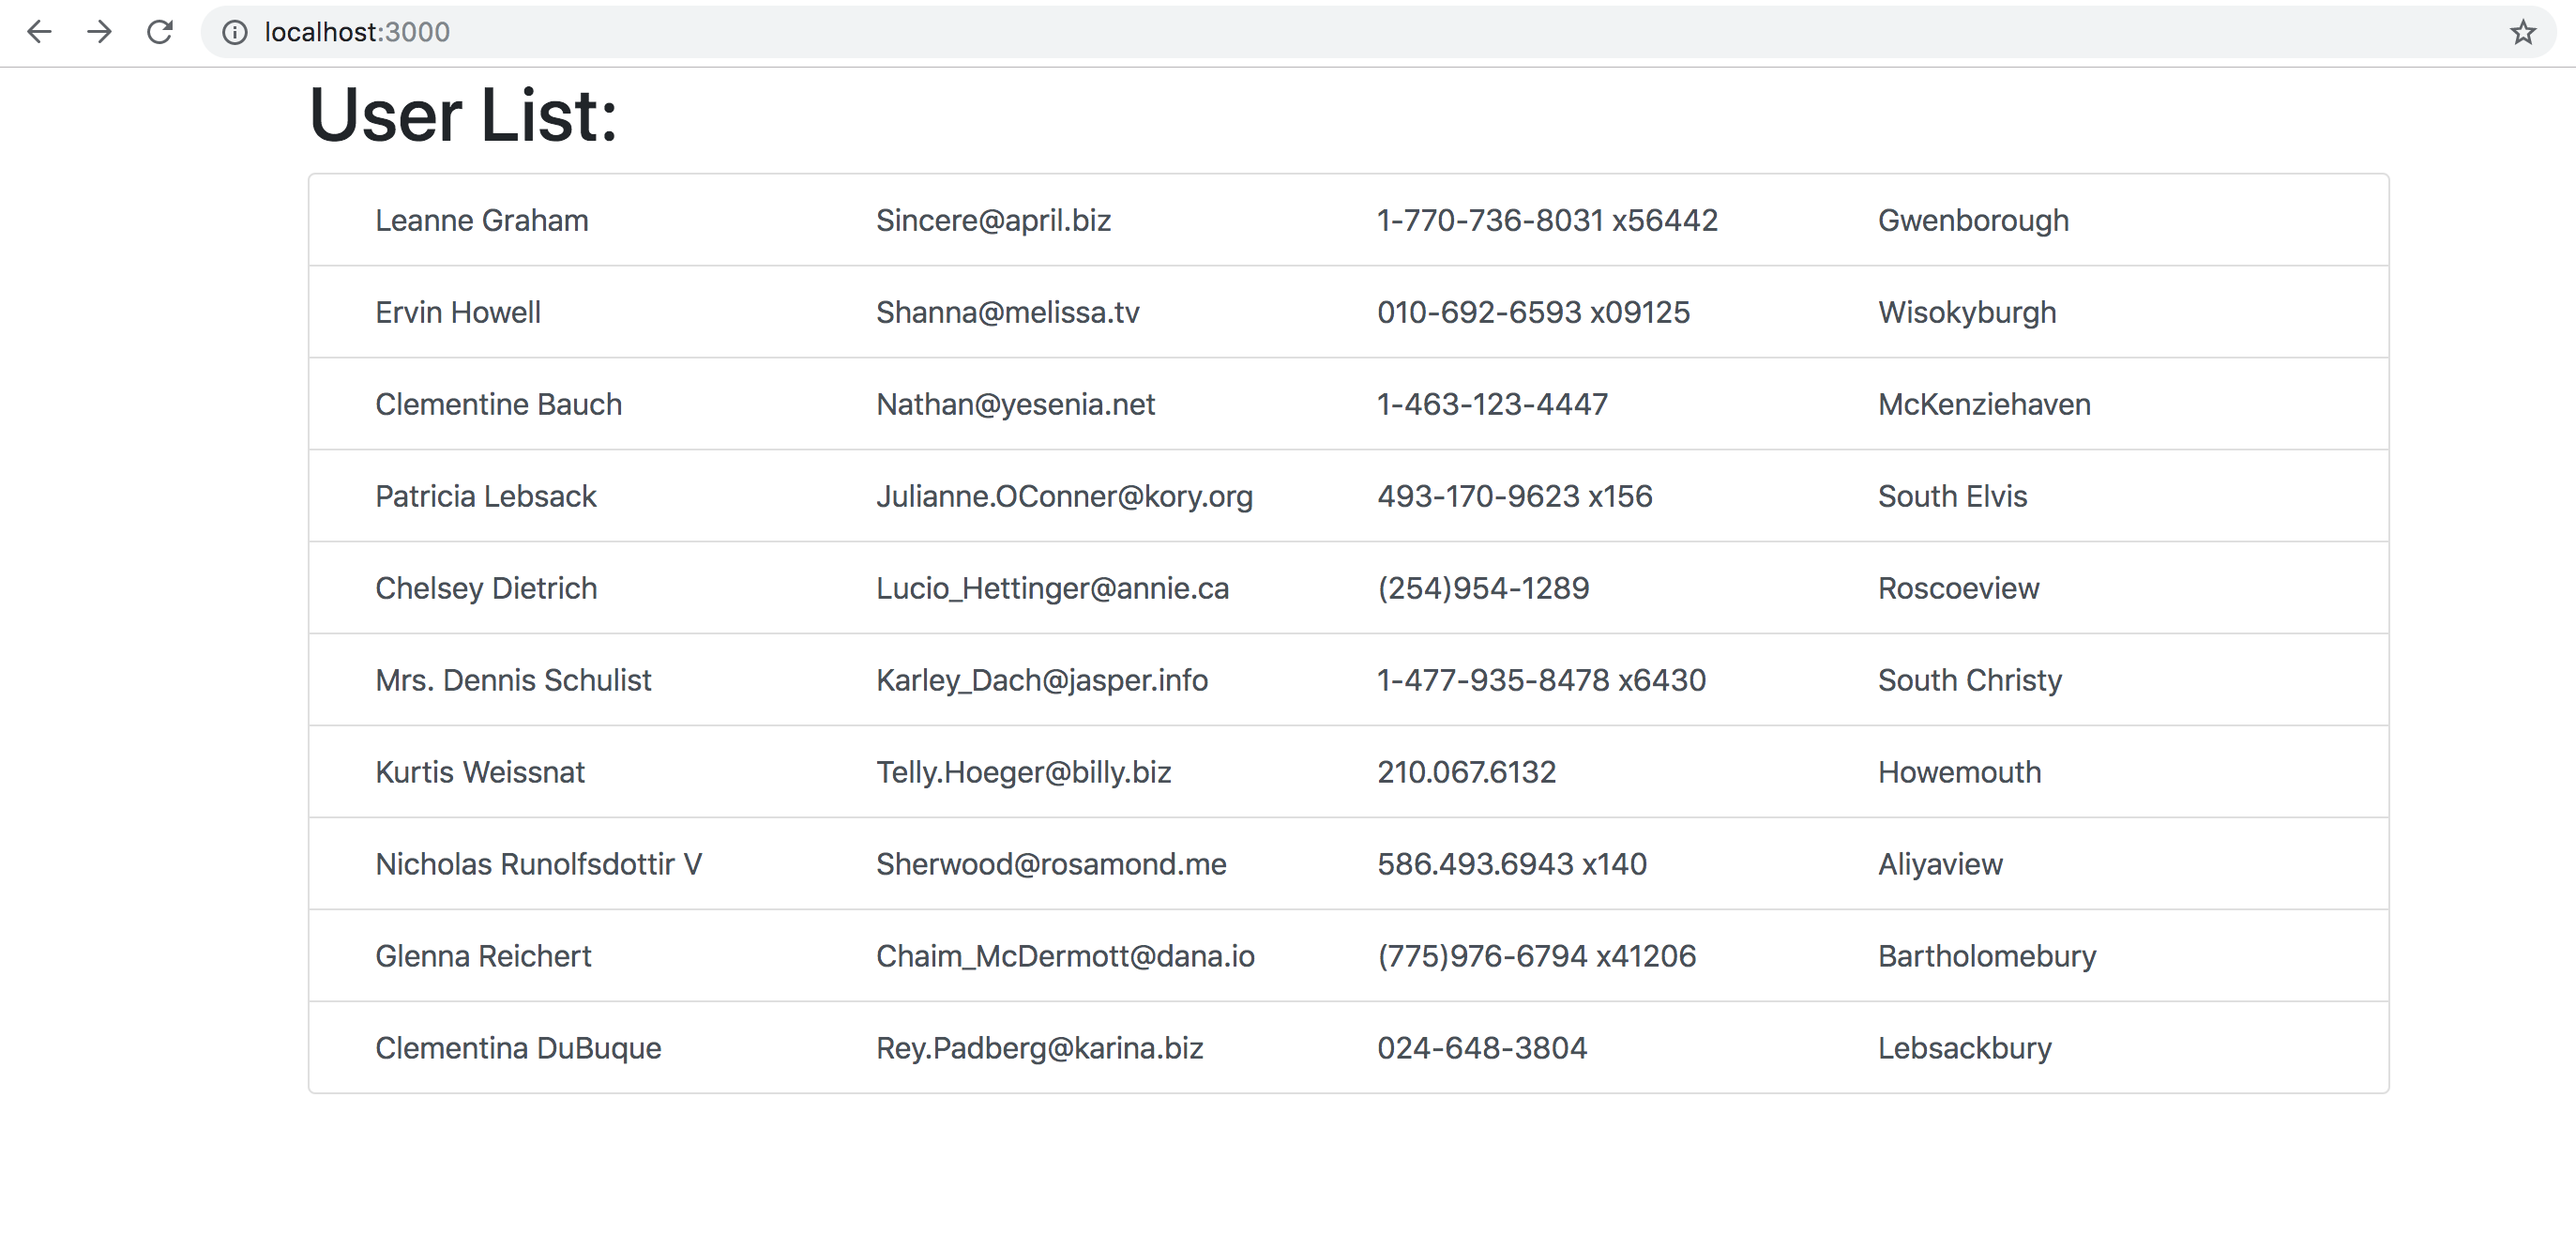 localhost:3000
User List:
Leanne Graham Sincere@april.biz 1-770-736-8031 x56442 Gwenborough
Ervin Howell Shanna@melissa.tv 010-692-6593 x09125 Wisokyburgh
Clementine Bauch Nathan@yesenia.net 1-463-123-4447 McKenziehaven
Patricia Lebsack Julianne.OConner@kory.org 493-170-9623 x156 South Elvis
Chelsey Dietrich Lucio_Hettinger@annie.ca (254)954-1289 Roscoeview
Mrs. Dennis Schulist Karley_Dach@jasper.info 1-477-935-8478 x6430 South Christy
Kurtis Weissnat Telly.Hoeger@billy.biz 210.067.6132 Howemouth
Nicholas Runolfsdottir V Sherwood@rosamond.me 586.493.6943 x140 Aliyaview
Glenna Reichert Chaim_McDermott@dana.io (775)976-6794 x41206 Bartholomebury
Clementina DuBuque Rey.Padberg@karina.biz 024-648-3804 Lebsackbury